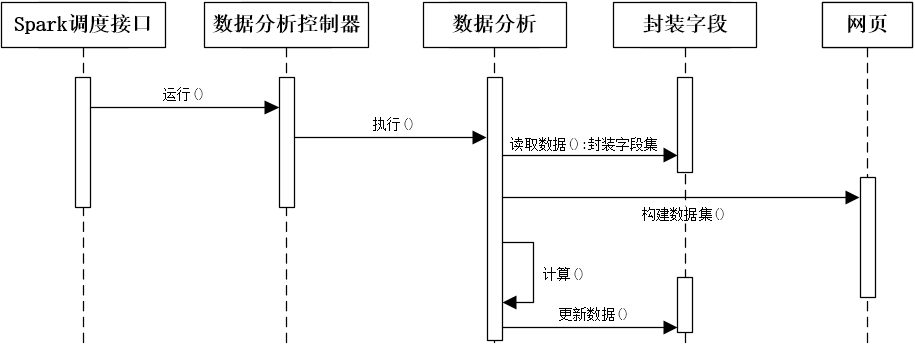 Spark调度接口
数据分析控制器
数据分析
封装字段
网页
运行()
执行()
读取数据():封装字段集
构建数据集()
计算()
更新数据()